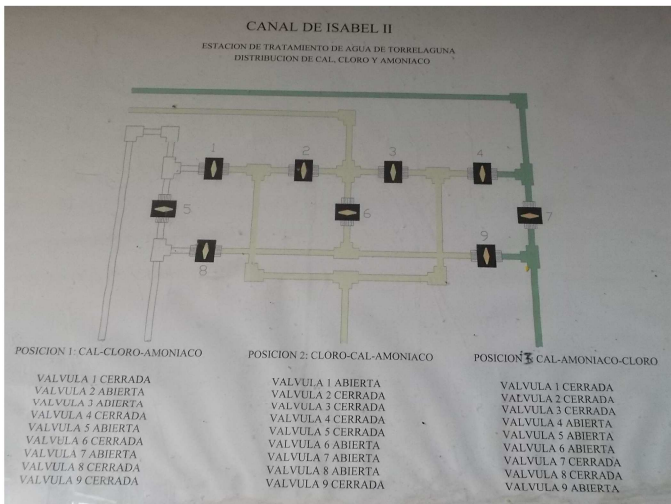 CANAL DE ISABEL II
ESTACION DE TRATAMIENTO DE AGUA DE TORRELAGUNA
DISTRIBUCION DE CAL, CLORO Y AMONIACO
1
2
3
4
5
6
7
8
9
POSICION 1: CAL-CLORO-AMONIACO
VALVULA 1 CERRADA
VALVULA 2 ABIERTA
VALVULA 3 ABIERTA
VALVULA 4 CERRADA
VALVULA 5 ABIERTA
VALVULA 6 CERRADA
VALVULA 7 ABIERTA
VALVULA 8 CERRADA
VALVULA 9 CERRADA
POSICION 2: CLORO-CAL-AMONIACO
VALVULA 1 ABIERTA
VALVULA 2 CERRADA
VALVULA 3 CERRADA
VALVULA 4 CERRADA
VALVULA 5 CERRADA
VALVULA 6 ABIERTA
VALVULA 7 ABIERTA
VALVULA 8 ABIERTA
VALVULA 9 CERRADA
POSICION 3 CAL-AMONIACO-CLORO
VALVULA 1 CERRADA
VALVULA 2 CERRADA
VALVULA 3 CERRADA
VALVULA 4 ABIERTA
VALVULA 5 ABIERTA
VALVULA 6 ABIERTA
VALVULA 7 CERRADA
VALVULA 8 CERRADA
VALVULA 9 ABIERTA